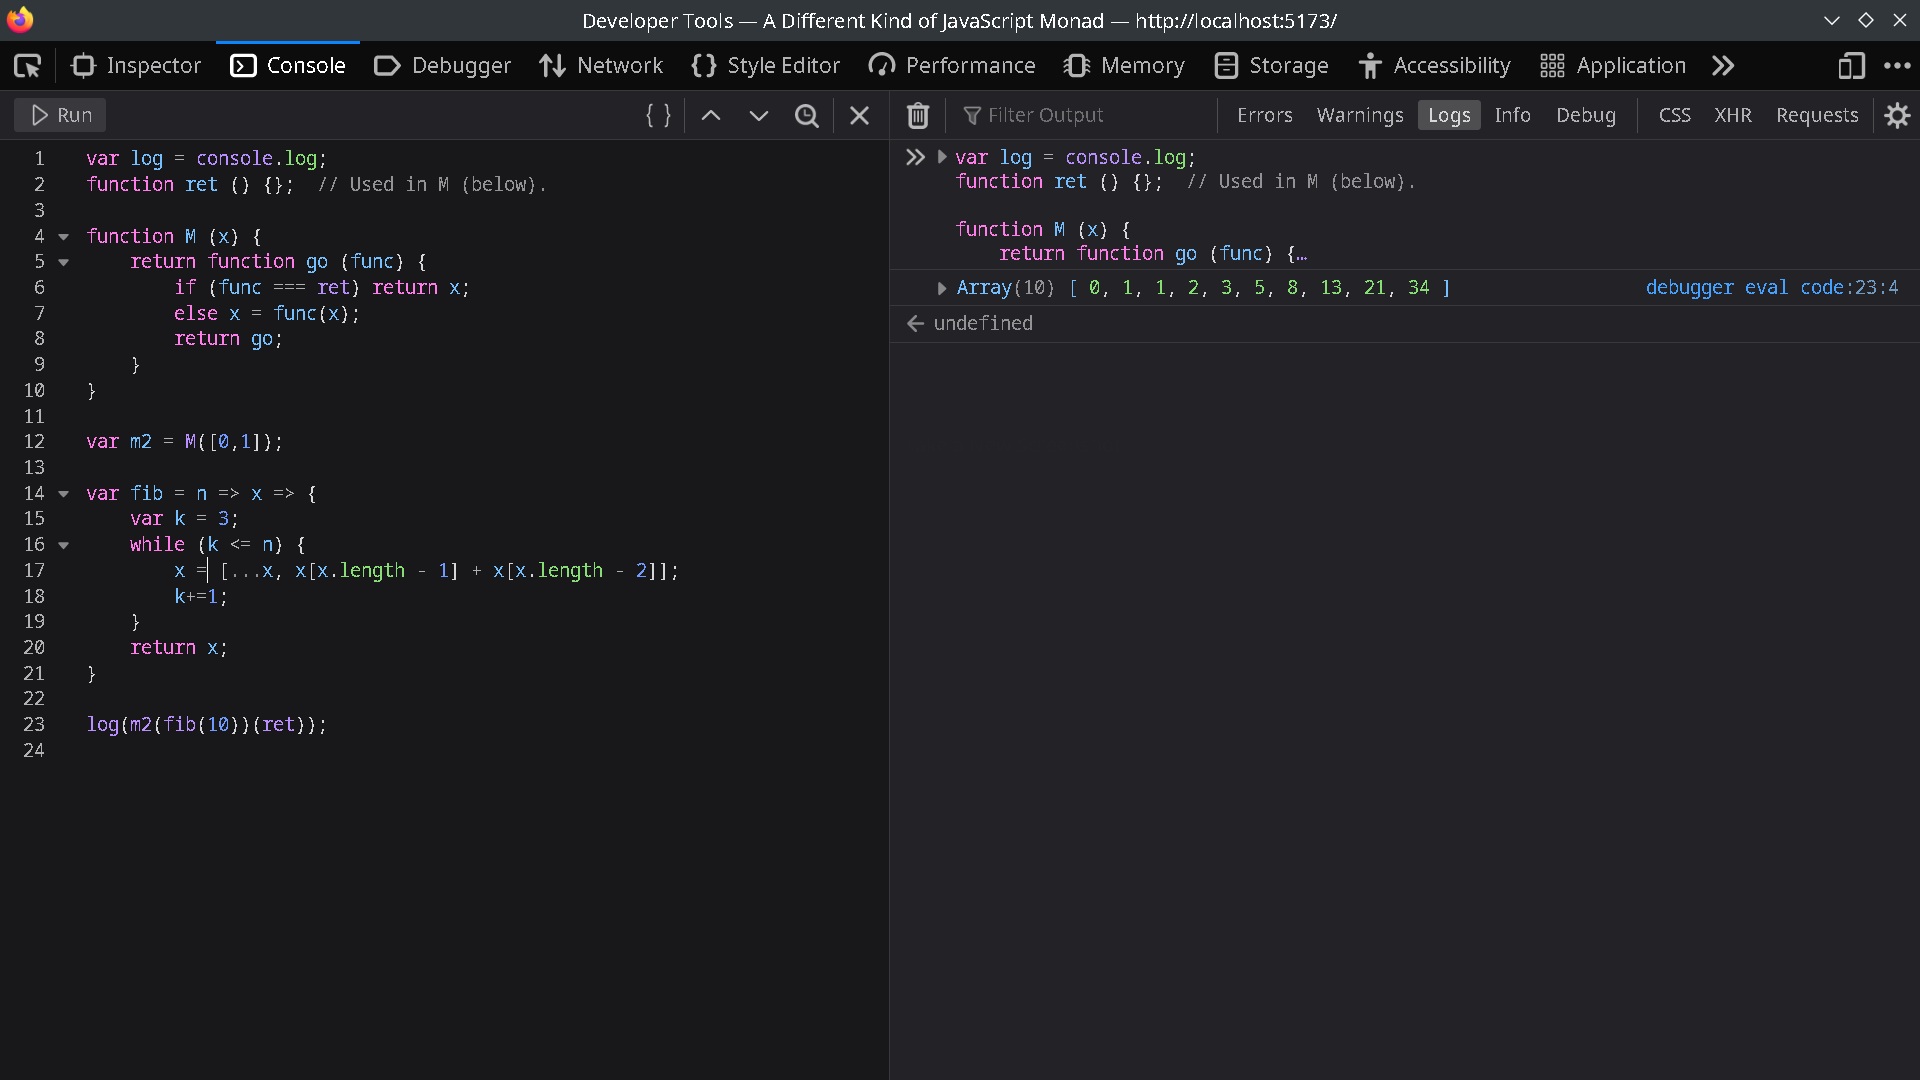 Developer Tools — A Different Kind of JavaScript Monad — http://localhost:5173/
Inspector Console Debugger Network Style Editor Performance Memory Storage Accessibility Application
Run
1 var log = console.log;
2 function ret () {};  // Used in M (below).
3
4 function M (x) {
5     return function go (func) {
6         if (func === ret) return x;
7         else x = func(x);
8         return go;
9     }
10 }
11
12 var m2 = M([0,1]);
13
14 var fib = n => x => {
15     var k = 3;
16     while (k <= n) {
17         x = [...x, x[x.length - 1] + x[x.length - 2]];
18         k+=1;
19     }
20     return x;
21 }
22
23 log(m2(fib(10))(ret));
24
Filter Output Errors Warnings Logs Info Debug CSS XHR Requests
var log = console.log;
function ret () {};  // Used in M (below).
function M (x) {
    return function go (func) {…
Array(10) [ 0, 1, 1, 2, 3, 5, 8, 13, 21, 34 ] debugger eval code:23:4
undefined